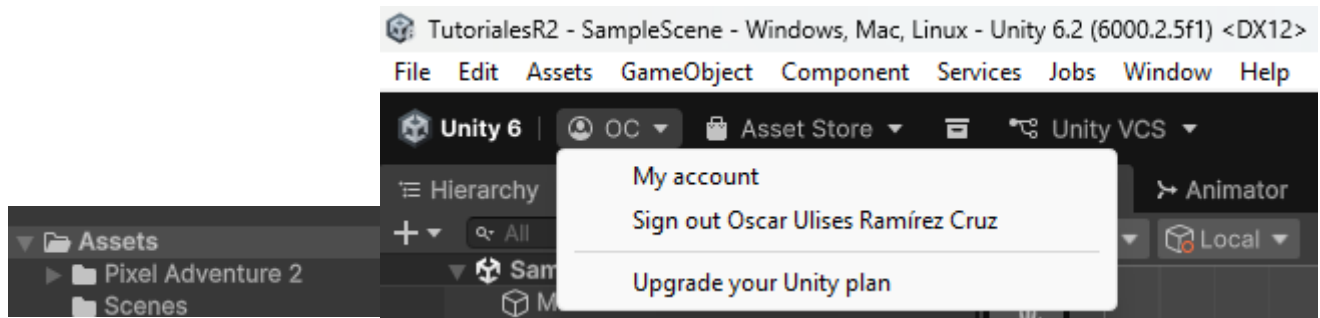 TutorialesR2 - SampleScene - Windows, Mac, Linux - Unity 6.2 (6000.2.5f1) <DX12>
File Edit Assets GameObject Component Services Jobs Window Help
Unity 6 OC Asset Store Unity VCS
Hierarchy Animator
All Local
My account
Sign out Oscar Ulises Ramírez Cruz
Upgrade your Unity plan
Assets
Pixel Adventure 2
Scenes